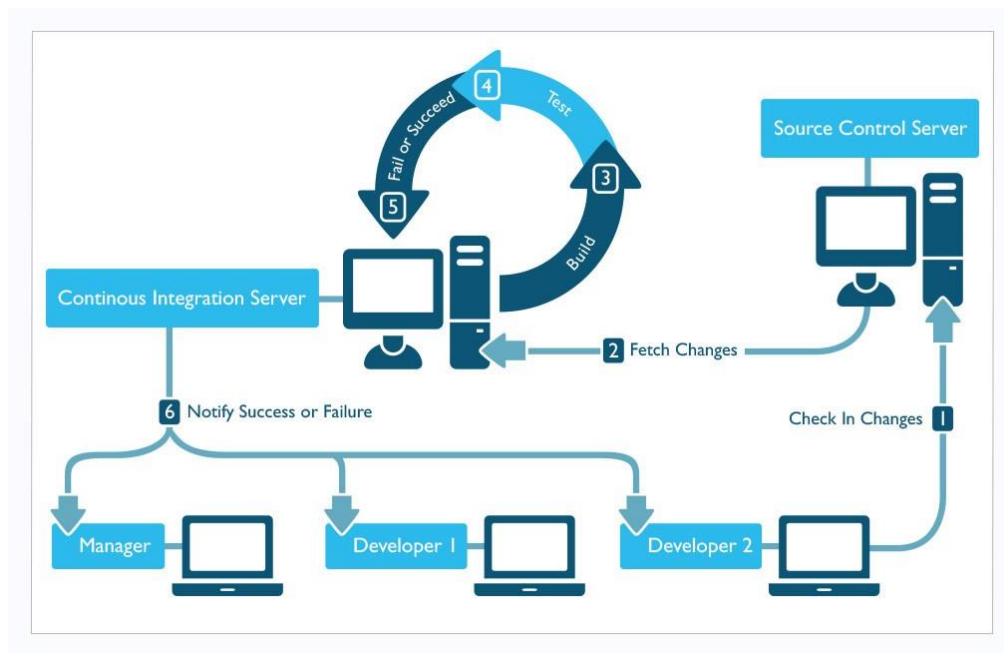 4
Test
Fail or Succeed
Source Control Server
3
5
Build
Continous Integration Server
2 Fetch Changes
6 Notify Success or Failure
Check In Changes 1
Manager
Developer 1
Developer 2